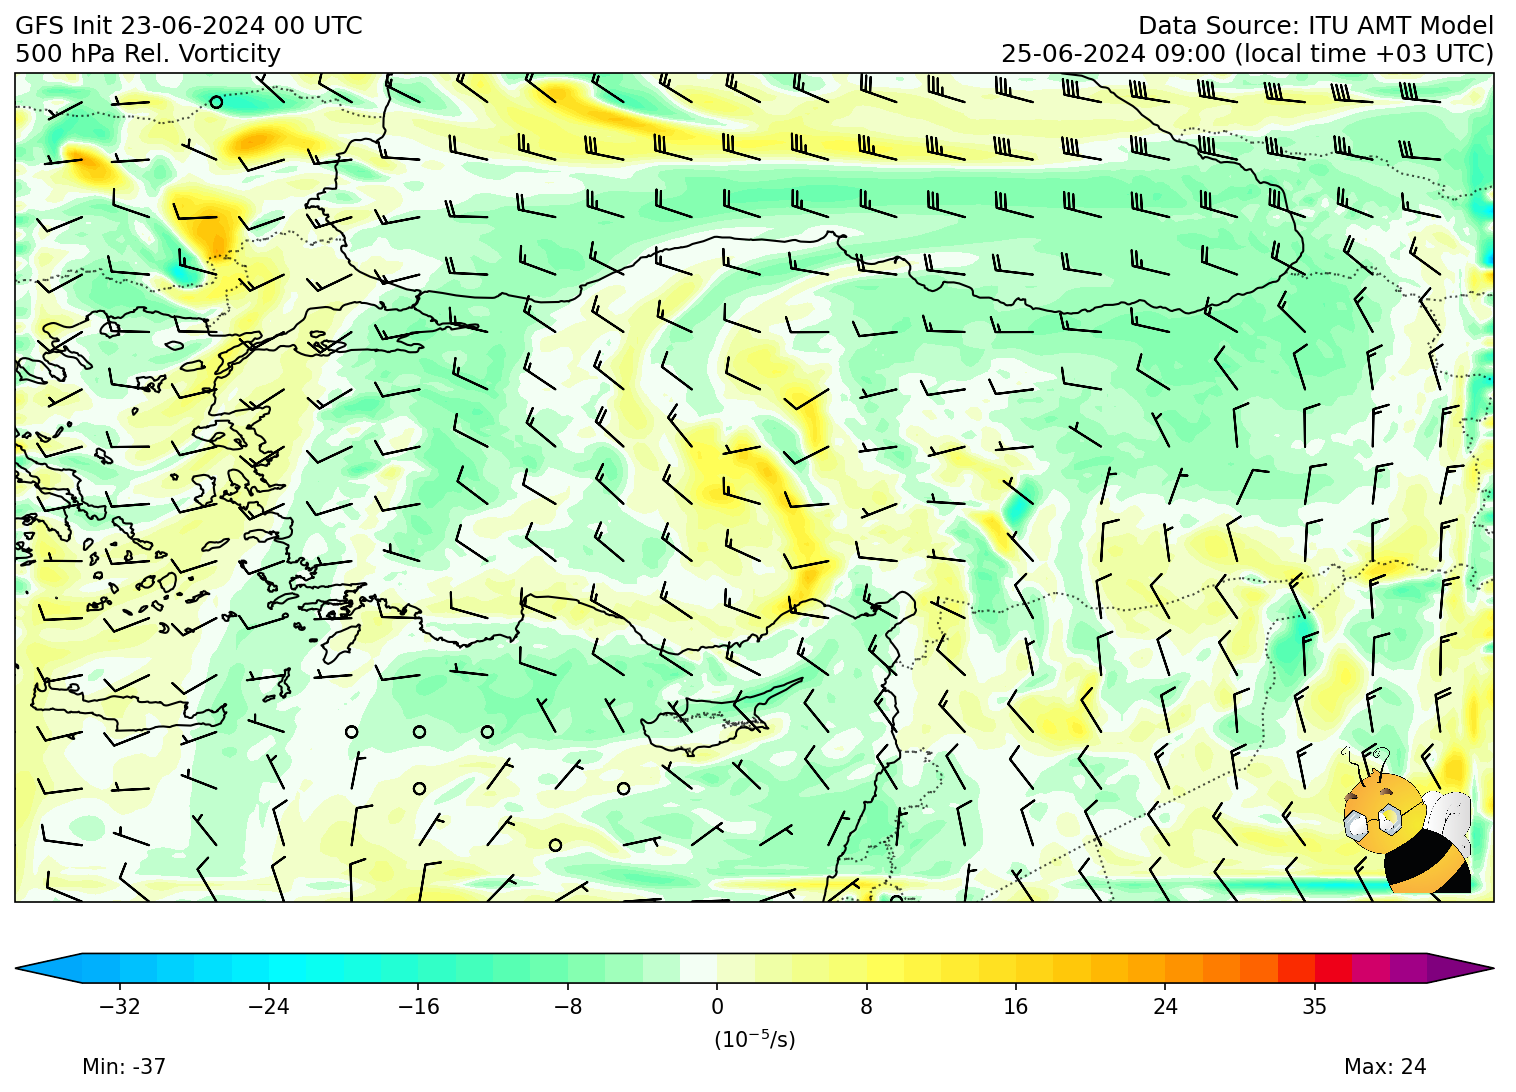 GFS Init 23-06-2024 00 UTC
500 hPa Rel. Vorticity
Data Source: ITU AMT Model
25-06-2024 09:00 (local time +03 UTC)
−32 −24 −16 −8 0 8 16 24 35
(10⁻⁵/s)
Min: -37
Max: 24